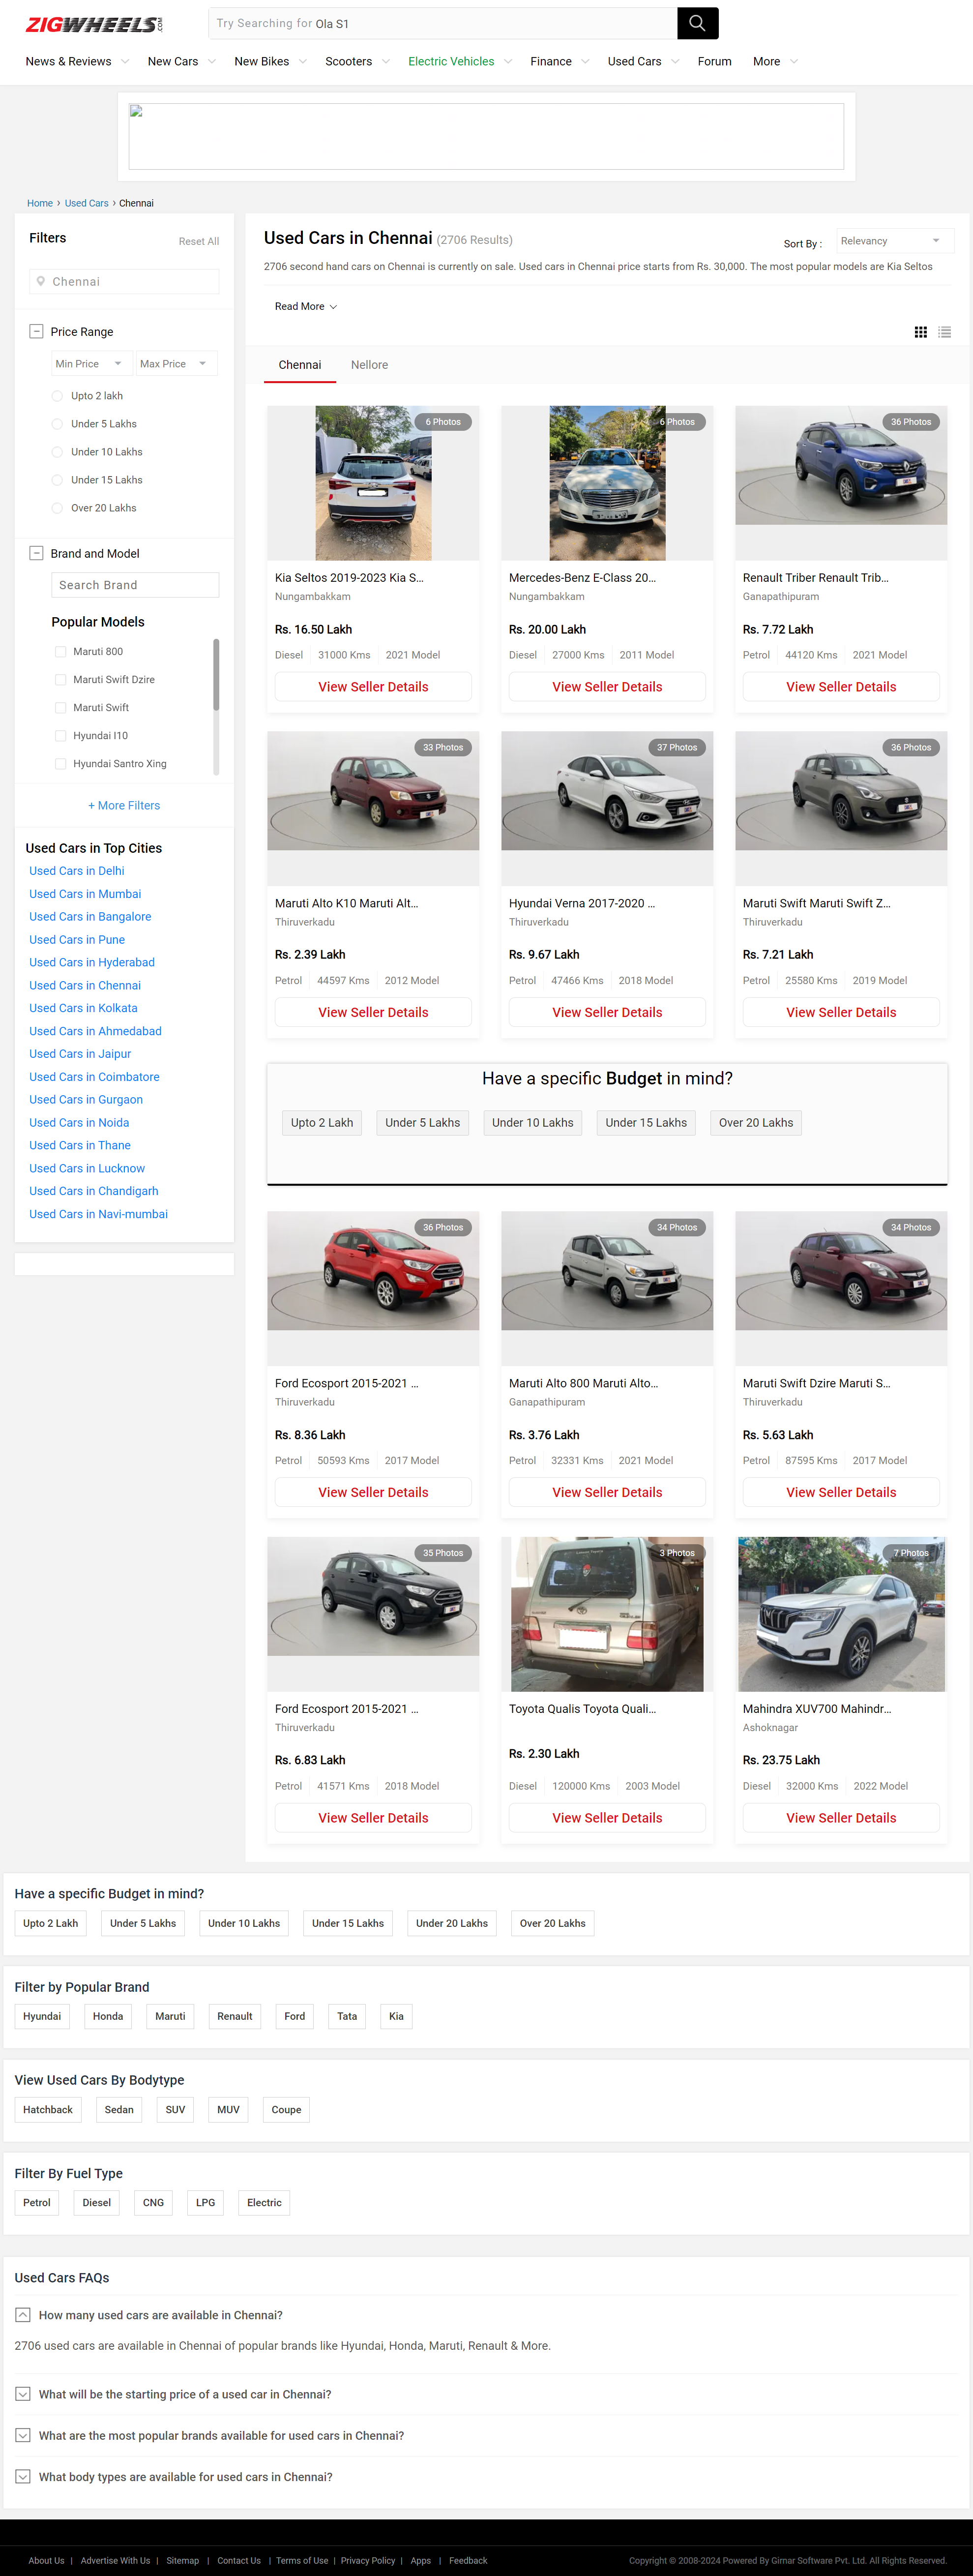 ZIGWHEELS.COM
Try Searching for Ola S1
News & Reviews New Cars New Bikes Scooters Electric Vehicles Finance Used Cars Forum More
Home › Used Cars › Chennai
Filters
Reset All
Chennai
Price Range
Min Price Max Price
Upto 2 lakh
Under 5 Lakhs
Under 10 Lakhs
Under 15 Lakhs
Over 20 Lakhs
Brand and Model
Search Brand
Popular Models
Maruti 800
Maruti Swift Dzire
Maruti Swift
Hyundai I10
Hyundai Santro Xing
+ More Filters
Used Cars in Top Cities
Used Cars in Delhi
Used Cars in Mumbai
Used Cars in Bangalore
Used Cars in Pune
Used Cars in Hyderabad
Used Cars in Chennai
Used Cars in Kolkata
Used Cars in Ahmedabad
Used Cars in Jaipur
Used Cars in Coimbatore
Used Cars in Gurgaon
Used Cars in Noida
Used Cars in Thane
Used Cars in Lucknow
Used Cars in Chandigarh
Used Cars in Navi-mumbai
Used Cars in Chennai (2706 Results)
Sort By : Relevancy
2706 second hand cars on Chennai is currently on sale. Used cars in Chennai price starts from Rs. 30,000. The most popular models are Kia Seltos
Read More
Chennai Nellore
6 Photos
Kia Seltos 2019-2023 Kia S...
Nungambakkam
Rs. 16.50 Lakh
Diesel 31000 Kms 2021 Model
View Seller Details
6 Photos
Mercedes-Benz E-Class 20...
Nungambakkam
Rs. 20.00 Lakh
Diesel 27000 Kms 2011 Model
View Seller Details
36 Photos
Renault Triber Renault Trib...
Ganapathipuram
Rs. 7.72 Lakh
Petrol 44120 Kms 2021 Model
View Seller Details
33 Photos
Maruti Alto K10 Maruti Alt...
Thiruverkadu
Rs. 2.39 Lakh
Petrol 44597 Kms 2012 Model
View Seller Details
37 Photos
Hyundai Verna 2017-2020 ...
Thiruverkadu
Rs. 9.67 Lakh
Petrol 47466 Kms 2018 Model
View Seller Details
36 Photos
Maruti Swift Maruti Swift Z...
Thiruverkadu
Rs. 7.21 Lakh
Petrol 25580 Kms 2019 Model
View Seller Details
Have a specific Budget in mind?
Upto 2 Lakh Under 5 Lakhs Under 10 Lakhs Under 15 Lakhs Over 20 Lakhs
36 Photos
Ford Ecosport 2015-2021 ...
Thiruverkadu
Rs. 8.36 Lakh
Petrol 50593 Kms 2017 Model
View Seller Details
34 Photos
Maruti Alto 800 Maruti Alto...
Ganapathipuram
Rs. 3.76 Lakh
Petrol 32331 Kms 2021 Model
View Seller Details
34 Photos
Maruti Swift Dzire Maruti S...
Thiruverkadu
Rs. 5.63 Lakh
Petrol 87595 Kms 2017 Model
View Seller Details
35 Photos
Ford Ecosport 2015-2021 ...
Thiruverkadu
Rs. 6.83 Lakh
Petrol 41571 Kms 2018 Model
View Seller Details
3 Photos
Toyota Qualis Toyota Quali...
Rs. 2.30 Lakh
Diesel 120000 Kms 2003 Model
View Seller Details
7 Photos
Mahindra XUV700 Mahindr...
Ashoknagar
Rs. 23.75 Lakh
Diesel 32000 Kms 2022 Model
View Seller Details
Have a specific Budget in mind?
Upto 2 Lakh Under 5 Lakhs Under 10 Lakhs Under 15 Lakhs Under 20 Lakhs Over 20 Lakhs
Filter by Popular Brand
Hyundai Honda Maruti Renault Ford Tata Kia
View Used Cars By Bodytype
Hatchback Sedan SUV MUV Coupe
Filter By Fuel Type
Petrol Diesel CNG LPG Electric
Used Cars FAQs
How many used cars are available in Chennai?
2706 used cars are available in Chennai of popular brands like Hyundai, Honda, Maruti, Renault & More.
What will be the starting price of a used car in Chennai?
What are the most popular brands available for used cars in Chennai?
What body types are available for used cars in Chennai?
About Us | Advertise With Us | Sitemap | Contact Us | Terms of Use | Privacy Policy | Apps | Feedback
Copyright © 2008-2024 Powered By Girnar Software Pvt. Ltd. All Rights Reserved.